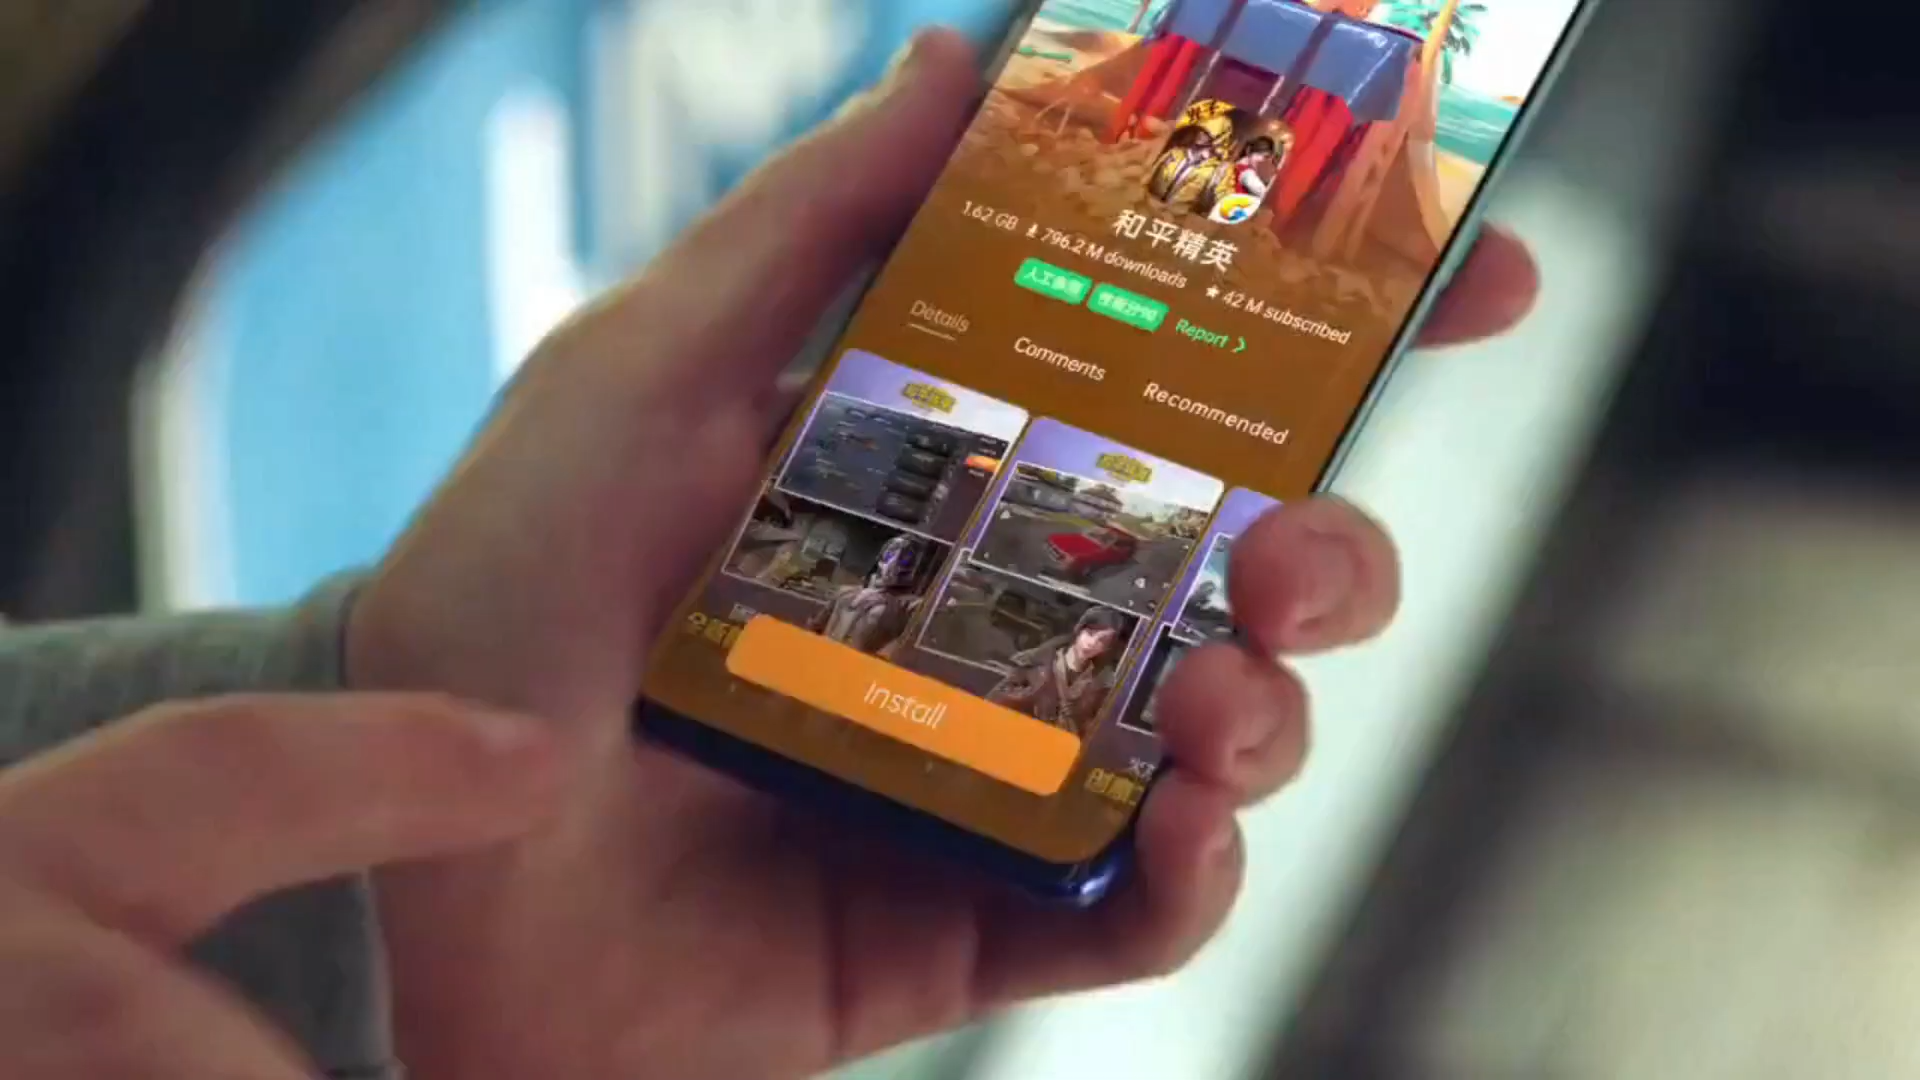 和平精英
1.62 GB 796.2 M downloads ★ 42 M subscribed
Report >
Details
Comments
Recommended
Install